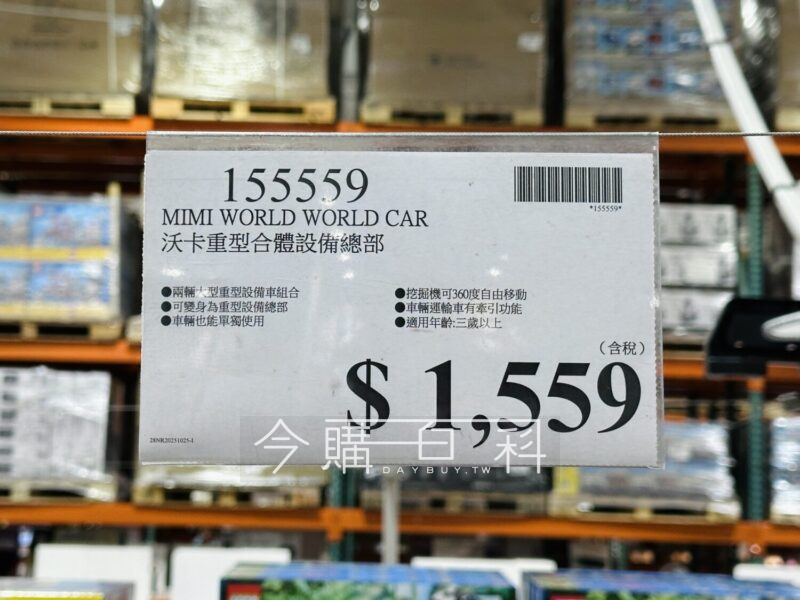 155559
*155559*
MIMI WORLD WORLD CAR
沃卡重型合體設備總部
●兩輛大型重型設備車組合
●可變身為重型設備總部
●車輛也能單獨使用
●挖掘機可360度自由移動
●車輛運輸車有牽引功能
●適用年齡:三歲以上
(含稅)
$ 1,559
28NR20251025-1
今購百科
DAYBUY.TW